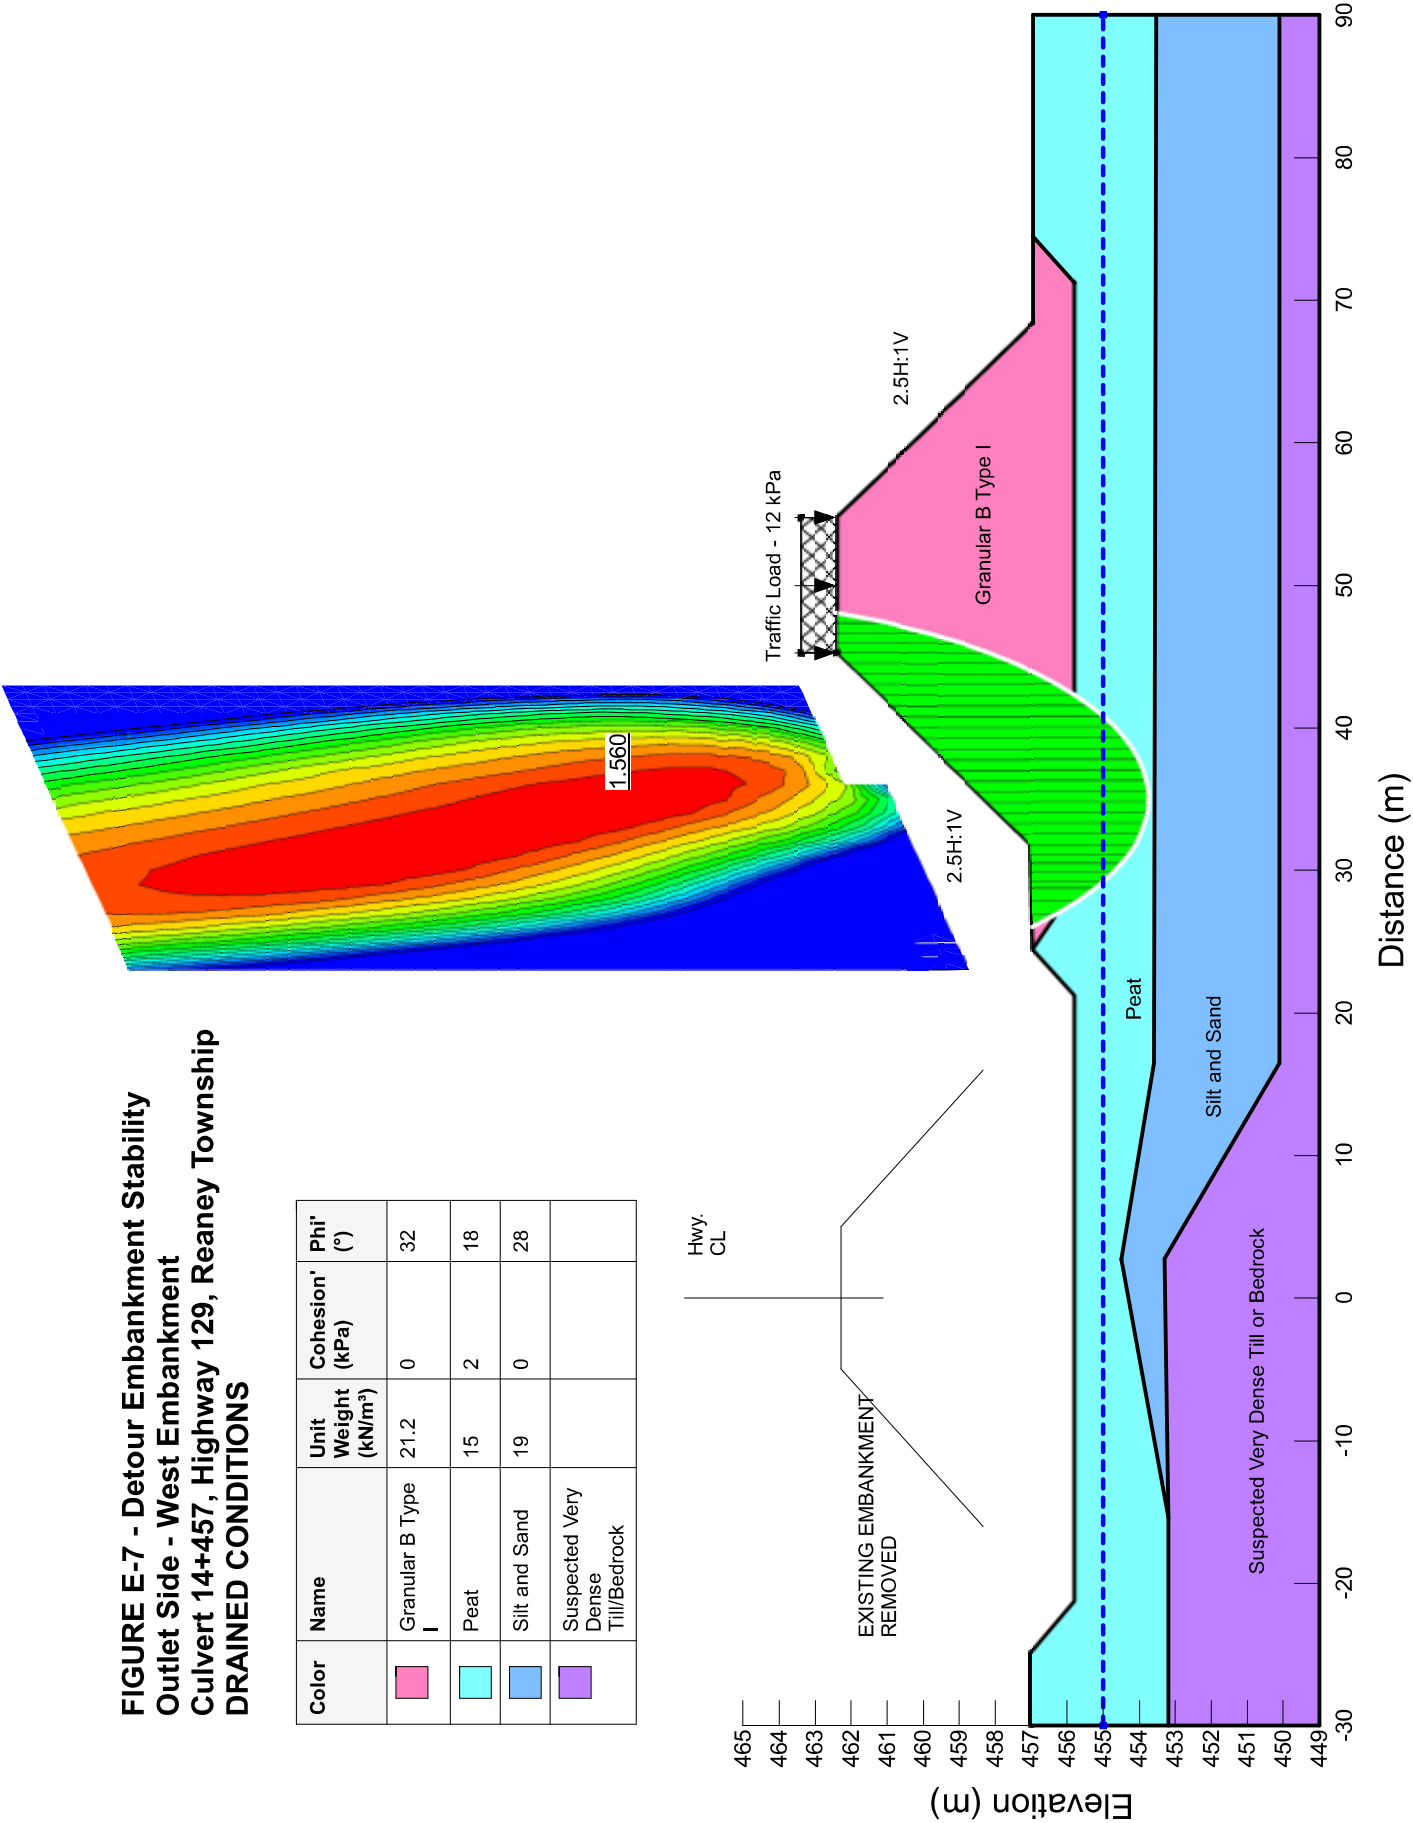 FIGURE E-7 - Detour Embankment Stability
Outlet Side - West Embankment
Culvert 14+457, Highway 129, Reaney Township
DRAINED CONDITIONS
Color Name Unit Weight (kN/m³) Cohesion' (kPa) Phi' (°)
Granular B Type I 21.2 0 32
Peat 15 2 18
Silt and Sand 19 0 28
Suspected Very Dense Till/Bedrock
1.560
Hwy.
CL
EXISTING EMBANKMENT
REMOVED
Traffic Load - 12 kPa
2.5H:1V
2.5H:1V
Granular B Type I
Peat
Silt and Sand
Suspected Very Dense Till or Bedrock
Elevation (m)
465
464
463
462
461
460
459
458
457
456
455
454
453
452
451
450
449
-30 -20 -10 0 10 20 30 40 50 60 70 80 90
Distance (m)